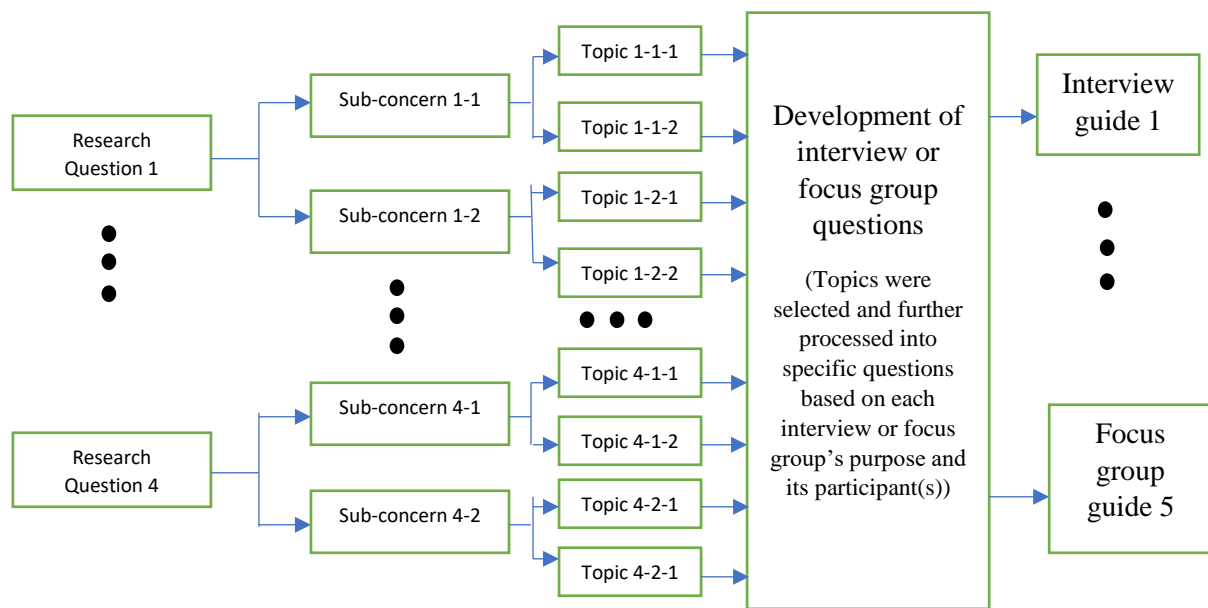 Research
Question 1
Research
Question 4
Sub-concern 1-1
Sub-concern 1-2
Sub-concern 4-1
Sub-concern 4-2
Topic 1-1-1
Topic 1-1-2
Topic 1-2-1
Topic 1-2-2
Topic 4-1-1
Topic 4-1-2
Topic 4-2-1
Topic 4-2-1
Development of
interview or
focus group
questions
(Topics were
selected and further
processed into
specific questions
based on each
interview or focus
group’s purpose and
its participant(s))
Interview
guide 1
Focus
group
guide 5